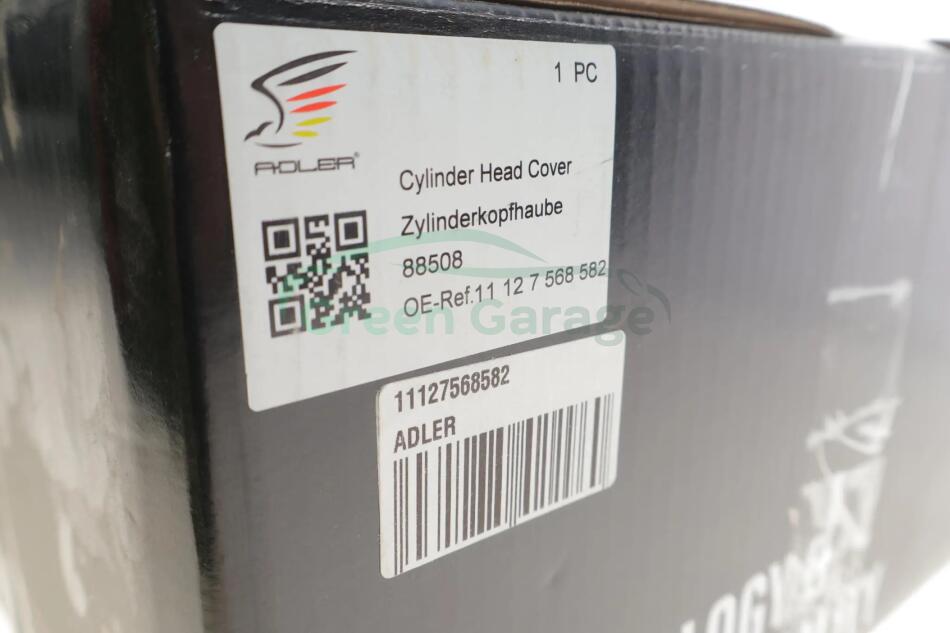 1 PC
ADLER®
Cylinder Head Cover
Zylinderkopfhaube
88508
OE-Ref.11 12 7 568 582
Green Garage
11127568582
ADLER